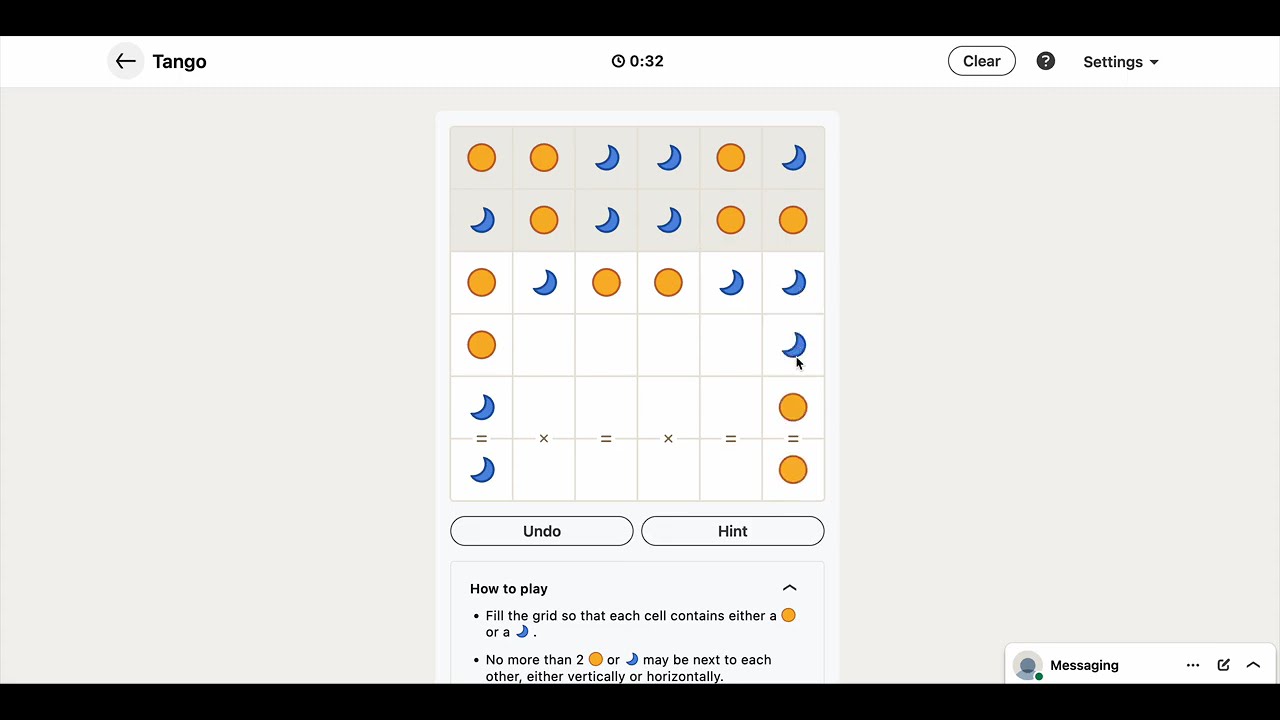 Tango
0:32
Clear
?
Settings
= × = × = =
Undo
Hint
How to play
• Fill the grid so that each cell contains either a
or a .
• No more than 2 or may be next to each
other, either vertically or horizontally.
Messaging